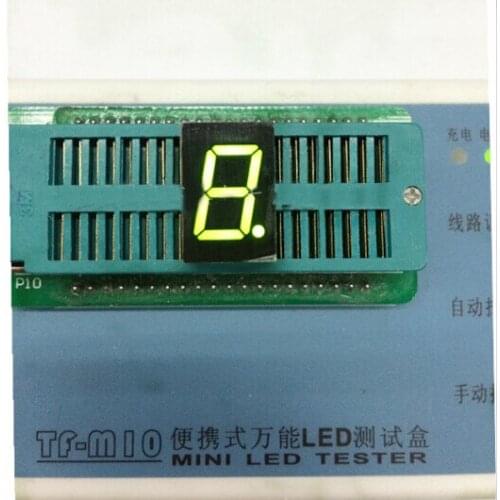 8.
充电
线路
P10
自动
手动
TF-M10 便携式万能LED测试盒
MINI LED TESTER